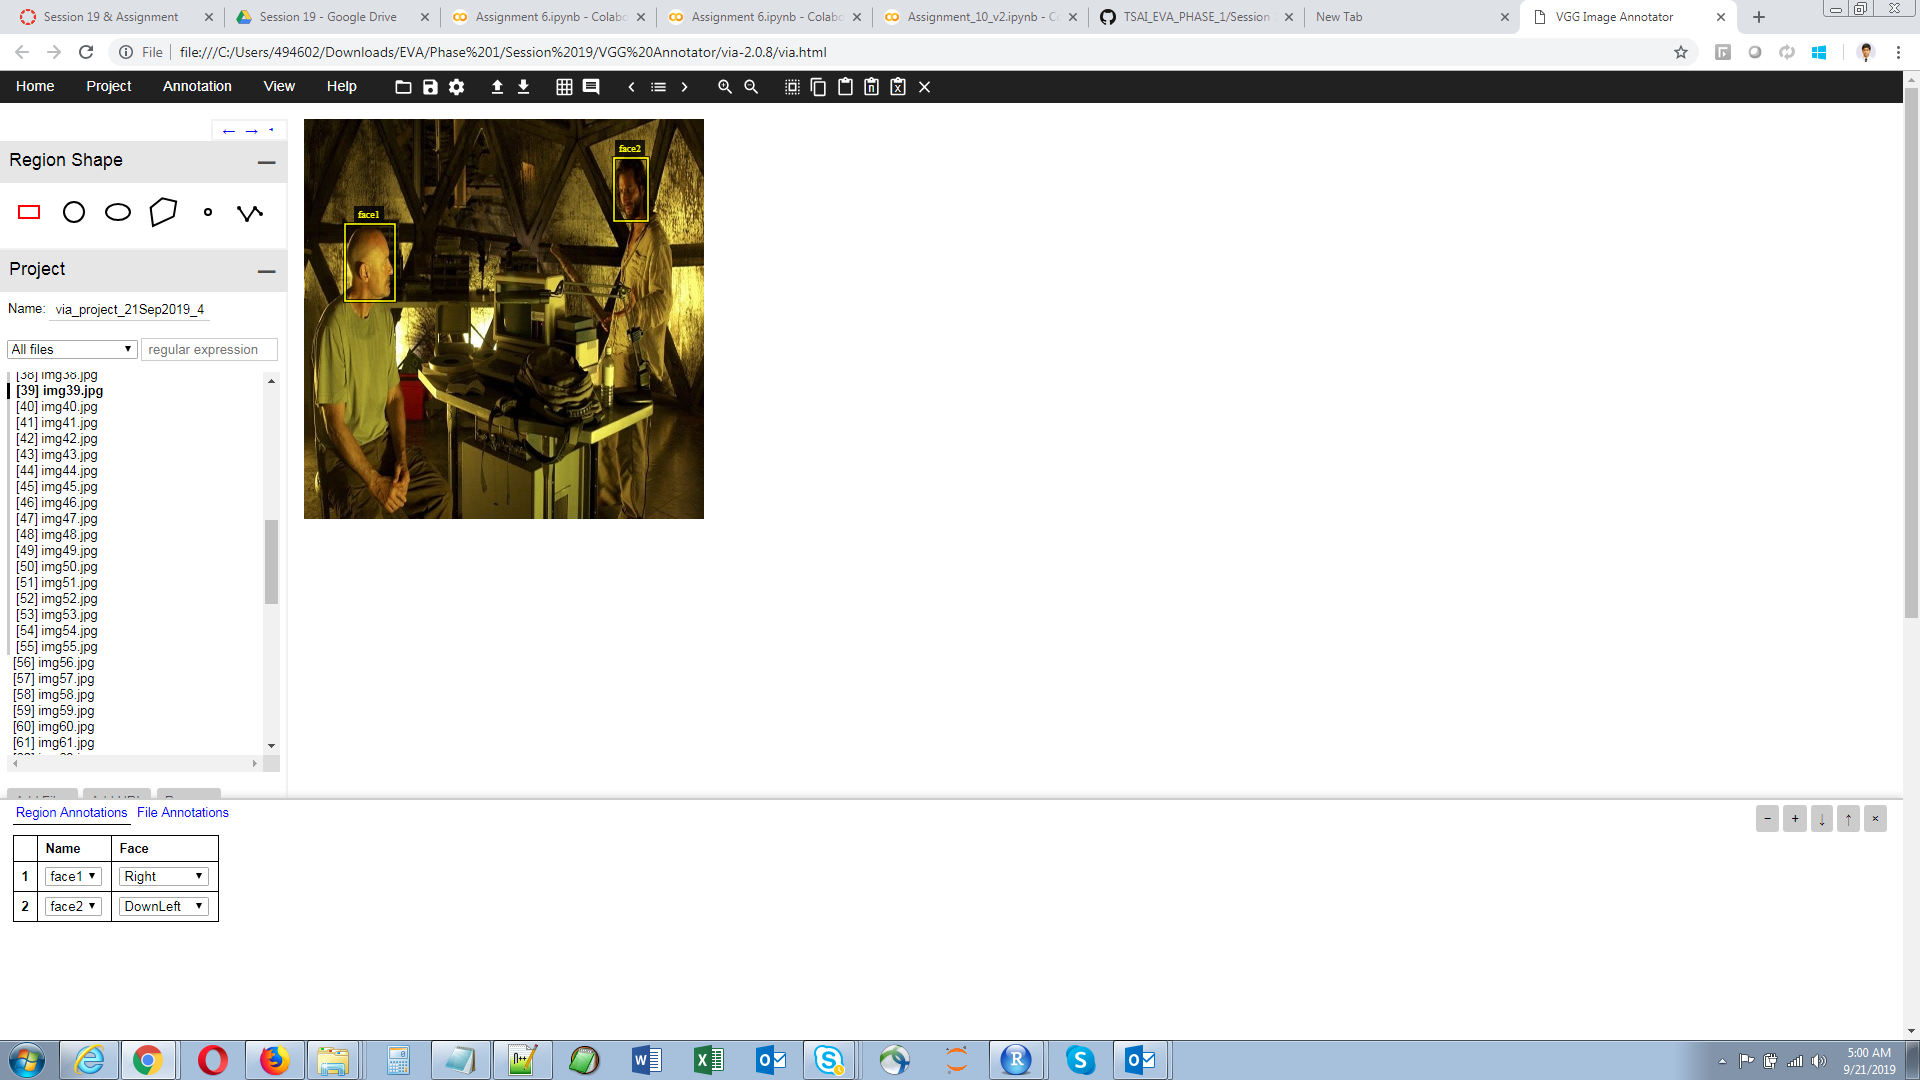 Session 19 & Assignment
Session 19 - Google Drive
Assignment 6.ipynb - Colabo
Assignment 6.ipynb - Colabo
Assignment_10_v2.ipynb - Co
TSAI_EVA_PHASE_1/Session
New Tab
VGG Image Annotator
File
file:///C:/Users/494602/Downloads/EVA/Phase%201/Session%2019/VGG%20Annotator/via-2.0.8/via.html
Home Project Annotation View Help
Region Shape
face2
face1
Project
Name: via_project_21Sep2019_4
All files regular expression
[38] img38.jpg
[39] img39.jpg
[40] img40.jpg
[41] img41.jpg
[42] img42.jpg
[43] img43.jpg
[44] img44.jpg
[45] img45.jpg
[46] img46.jpg
[47] img47.jpg
[48] img48.jpg
[49] img49.jpg
[50] img50.jpg
[51] img51.jpg
[52] img52.jpg
[53] img53.jpg
[54] img54.jpg
[55] img55.jpg
[56] img56.jpg
[57] img57.jpg
[58] img58.jpg
[59] img59.jpg
[60] img60.jpg
[61] img61.jpg
Region Annotations File Annotations
Name Face
1 face1 Right
2 face2 DownLeft
5:00 AM
9/21/2019